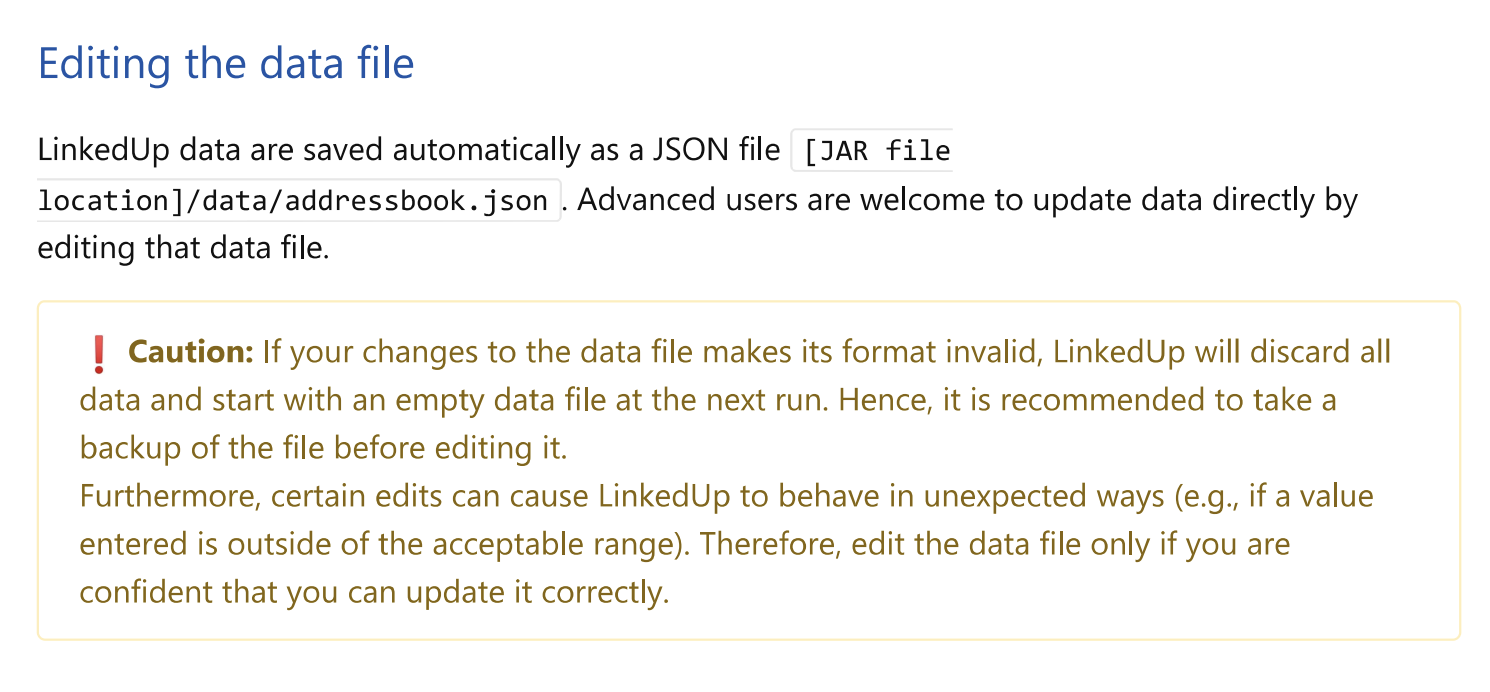 Editing the data file
LinkedUp data are saved automatically as a JSON file [JAR file
location]/data/addressbook.json . Advanced users are welcome to update data directly by
editing that data file.
❗ Caution: If your changes to the data file makes its format invalid, LinkedUp will discard all
data and start with an empty data file at the next run. Hence, it is recommended to take a
backup of the file before editing it.
Furthermore, certain edits can cause LinkedUp to behave in unexpected ways (e.g., if a value
entered is outside of the acceptable range). Therefore, edit the data file only if you are
confident that you can update it correctly.